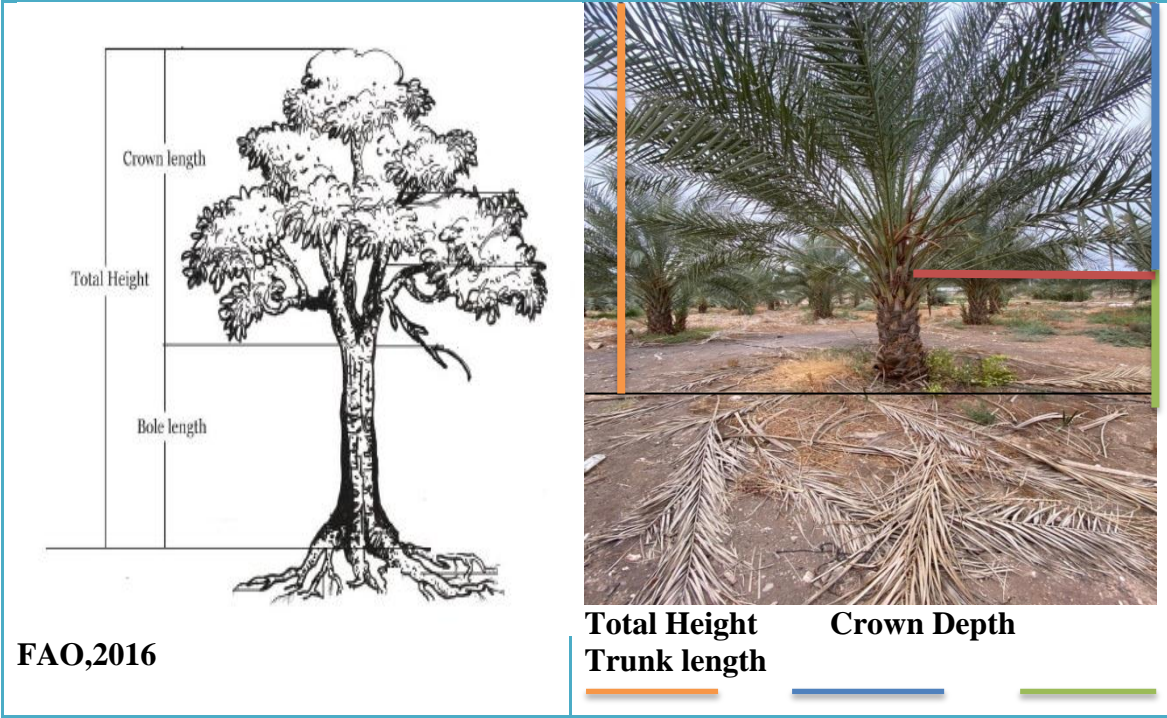 Crown length
Total Height
Bole length
FAO,2016
Total Height Crown Depth
Trunk length